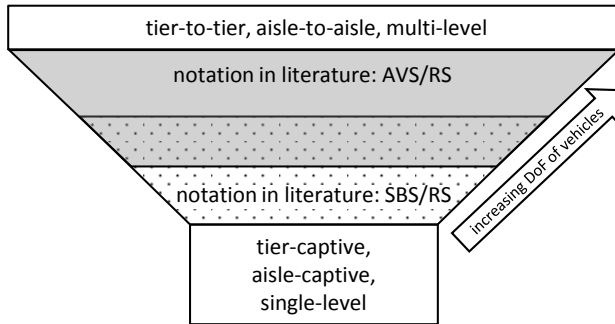 tier-to-tier, aisle-to-aisle, multi-level
notation in literature: AVS/RS
notation in literature: SBS/RS
increasing DoF of vehicles
tier-captive,
aisle-captive,
single-level